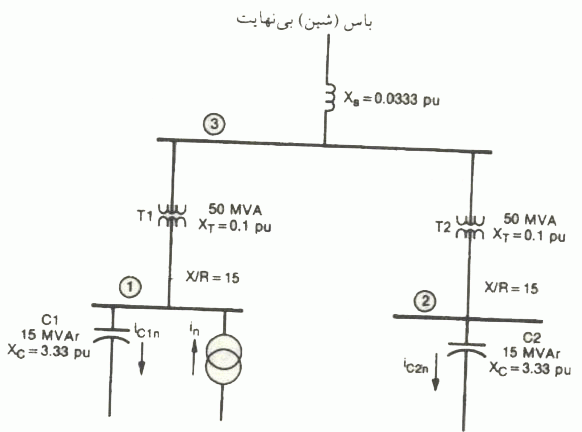 باس (شین) بی‌نهایت
Xs = 0.0333 pu
3
T1
50 MVA
XT = 0.1 pu
T2
50 MVA
XT = 0.1 pu
X/R = 15
X/R = 15
1
2
C1
15 MVAr
XC = 3.33 pu
iC1n
in
C2
15 MVAr
XC = 3.33 pu
iC2n